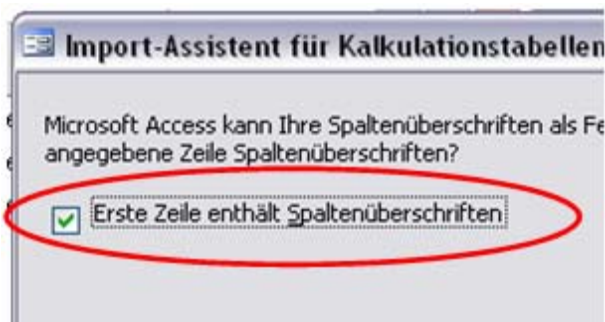 Import-Assistent für Kalkulationstabellen
Microsoft Access kann Ihre Spaltenüberschriften als
angegebene Zeile Spaltenüberschriften?
Erste Zeile enthält Spaltenüberschriften